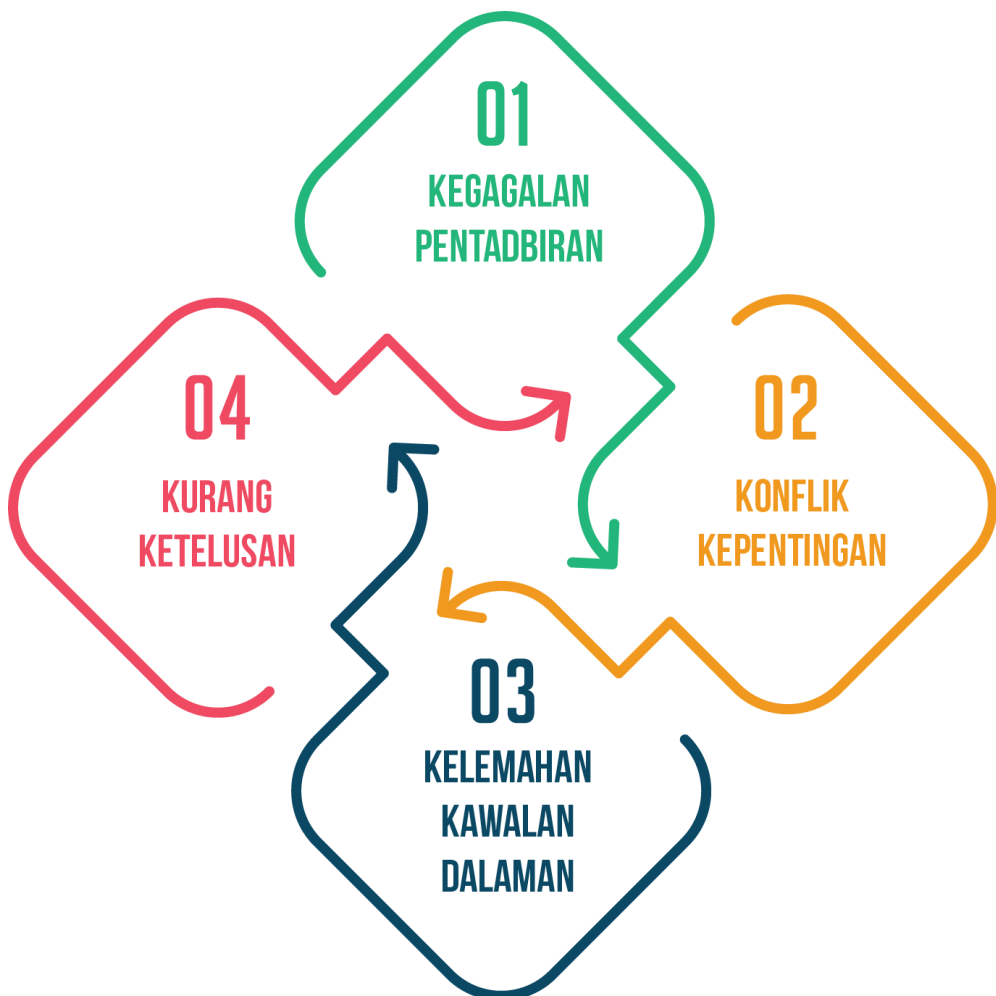 01
KEGAGALAN
PENTADBIRAN
02
KONFLIK
KEPENTINGAN
03
KELEMAHAN
KAWALAN
DALAMAN
04
KURANG
KETELUSAN